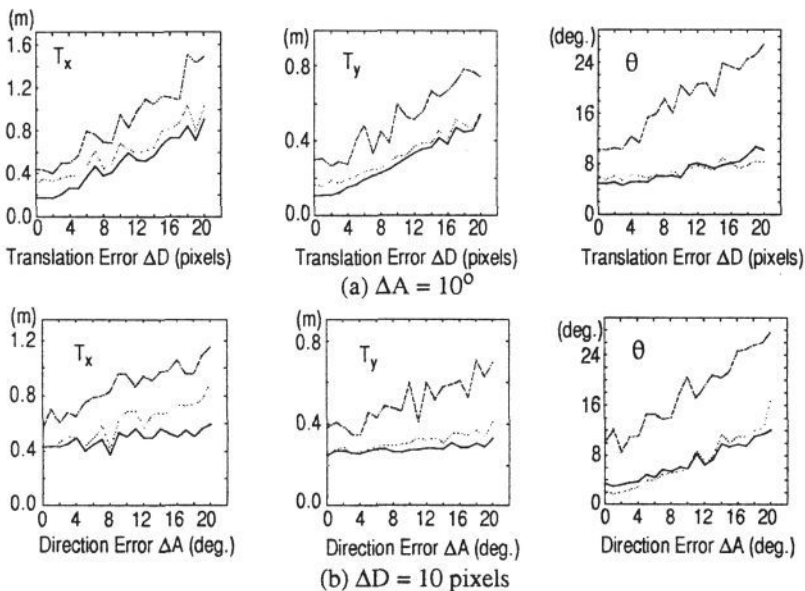 (m)
1.6
1.2
0.8
0.4
0.0
Tx
0 4 8 12 16 20
Translation Error ΔD (pixels)
(m)
0.8
0.4
0.0
Ty
0 4 8 12 16 20
Translation Error ΔD (pixels)
(deg.)
24
16
8
0
θ
0 4 8 12 16 20
Translation Error ΔD (pixels)
(a) ΔA = 10°
(m)
1.2
0.8
0.4
0.0
Tx
0 4 8 12 16 20
Direction Error ΔA (deg.)
(m)
0.8
0.4
0.0
Ty
0 4 8 12 16 20
Direction Error ΔA (deg.)
(deg.)
24
16
8
0
θ
0 4 8 12 16 20
Direction Error ΔA (deg.)
(b) ΔD = 10 pixels